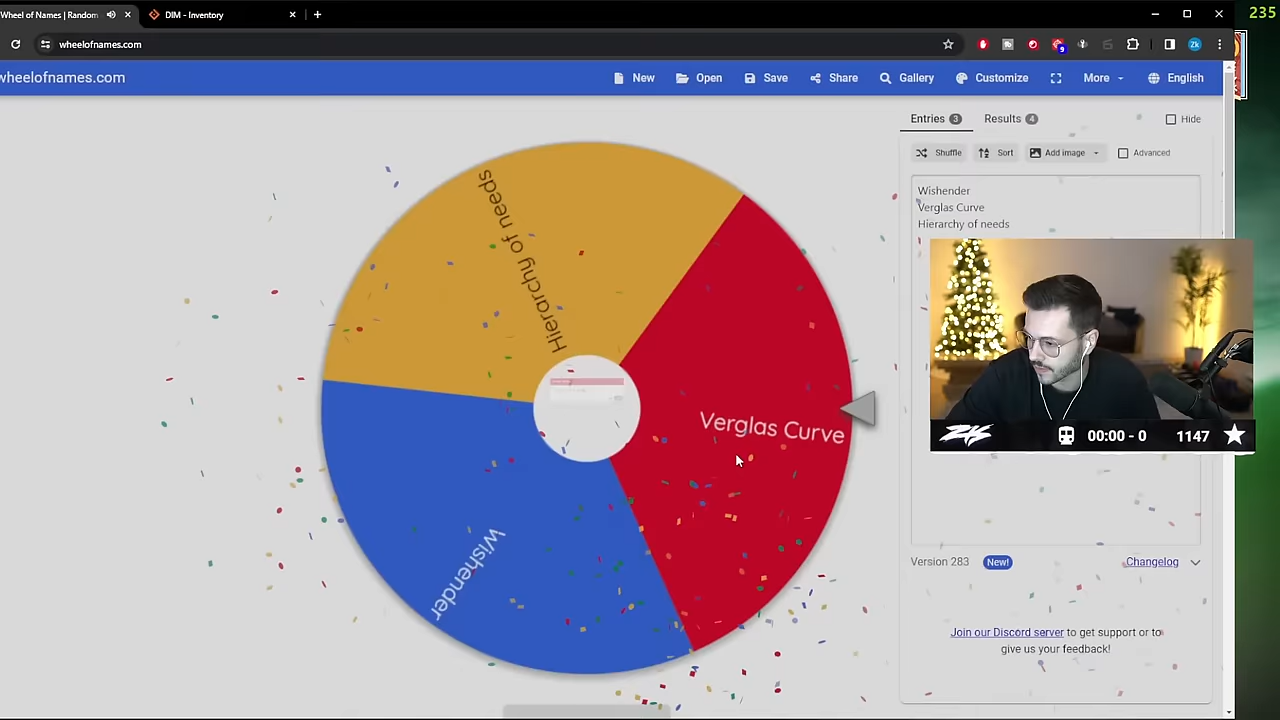 Wheel of Names | Random
DIM - Inventory
235
wheelofnames.com
9
Zk
wheelofnames.com
New
Open
Save
Share
Gallery
Customize
More
English
Entries 3
Results 4
Hide
Shuffle
Sort
Add image
Advanced
Wishender
Verglas Curve
Hierarchy of needs
Hierarchy of needs
Verglas Curve
Wishender
00:00 - 0
1147
Version 283
New!
Changelog
Join our Discord server to get support or to
give us your feedback!